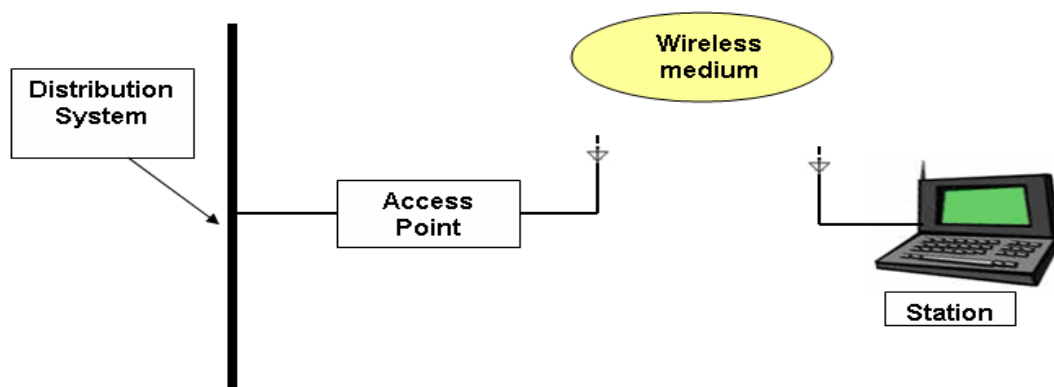 Wireless
medium
Distribution
System
Access
Point
Station